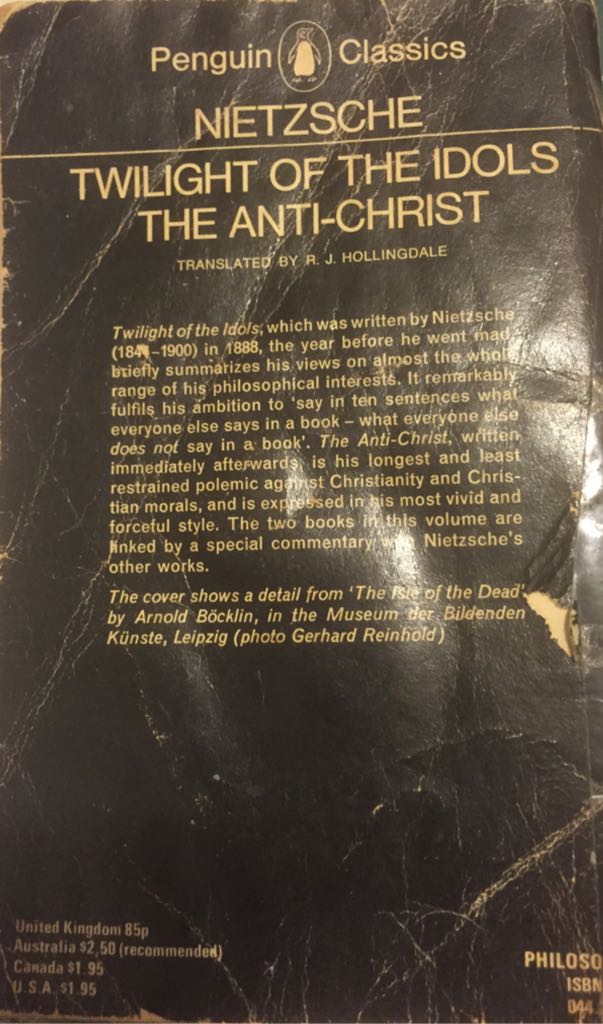 Penguin Classics
NIETZSCHE
TWILIGHT OF THE IDOLS
THE ANTI-CHRIST
TRANSLATED BY R. J. HOLLINGDALE
Twilight of the Idols, which was written by Nietzsche
(1844–1900) in 1888, the year before he went mad,
briefly summarizes his views on almost the whole
range of his philosophical interests. It remarkably
fulfils his ambition to 'say in ten sentences what
everyone else says in a book – what everyone else
does not say in a book'. The Anti-Christ, written
immediately afterwards, is his longest and least
restrained polemic against Christianity and Chris-
tian morals, and is expressed in his most vivid and
forceful style. The two books in this volume are
linked by a special commentary Nietzsche's
other works.
The cover shows a detail from 'The Isle of the Dead'
by Arnold Böcklin, in the Museum der Bildenden
Künste, Leipzig (photo Gerhard Reinhold)
United Kingdom 85p
Australia $2.50 (recommended)
Canada $1.95
U.S.A. $1.95
PHILOSO
ISBN
044